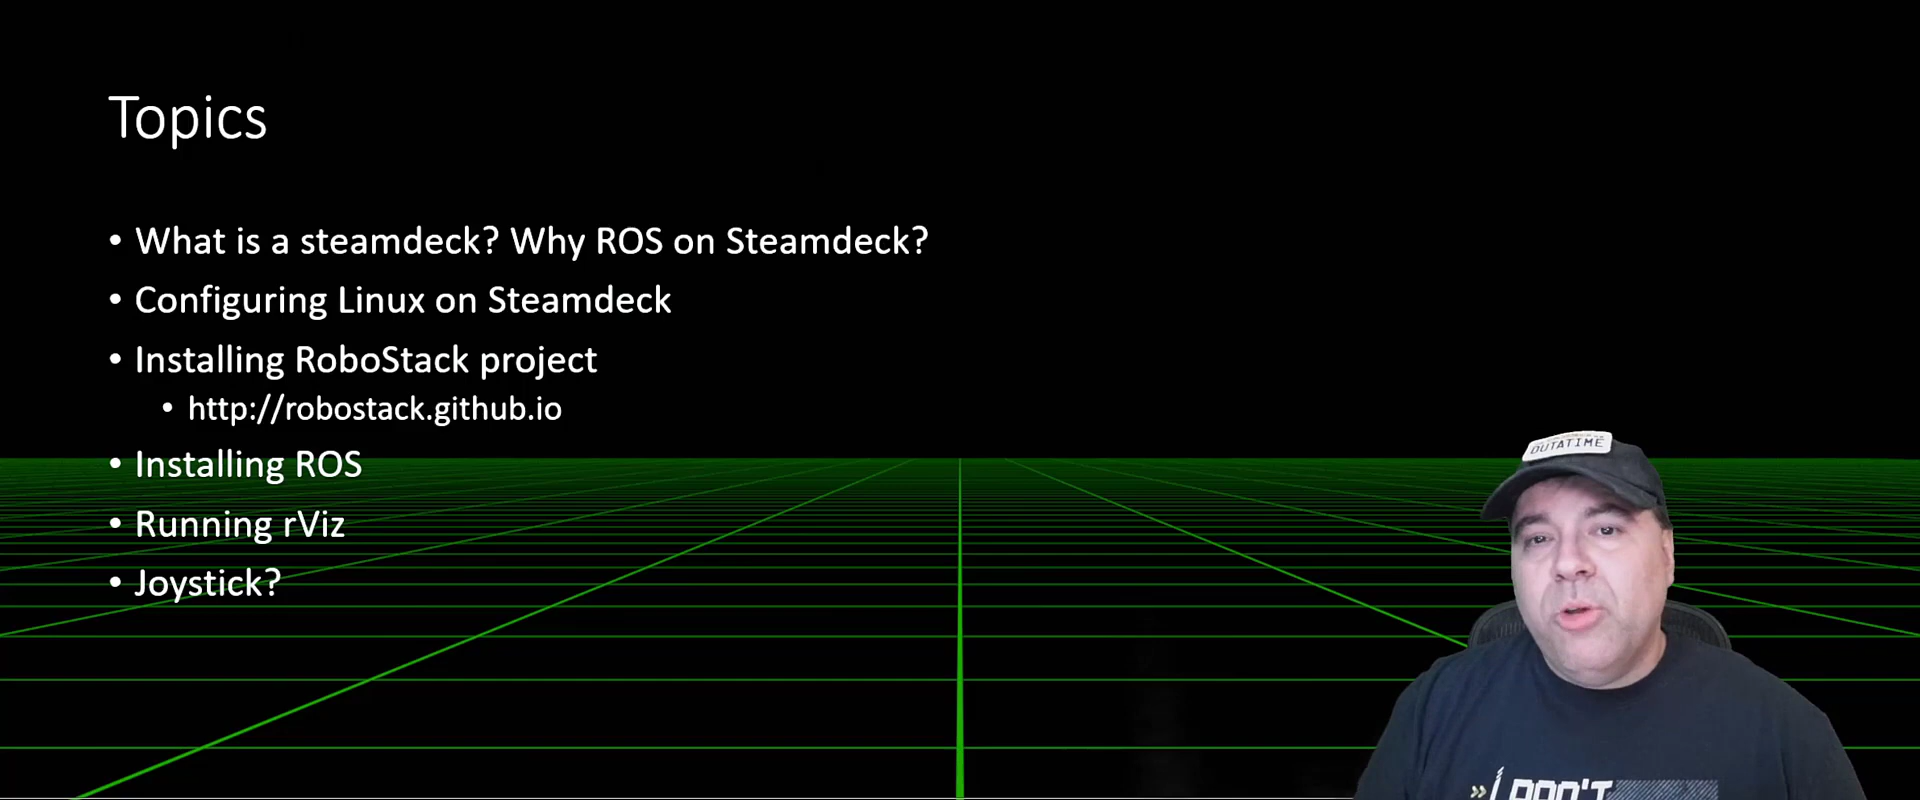 Topics
• What is a steamdeck? Why ROS on Steamdeck?
• Configuring Linux on Steamdeck
• Installing RoboStack project
• http://robostack.github.io
• Installing ROS
• Running rViz
• Joystick?
OUTATIME
» I DON'T